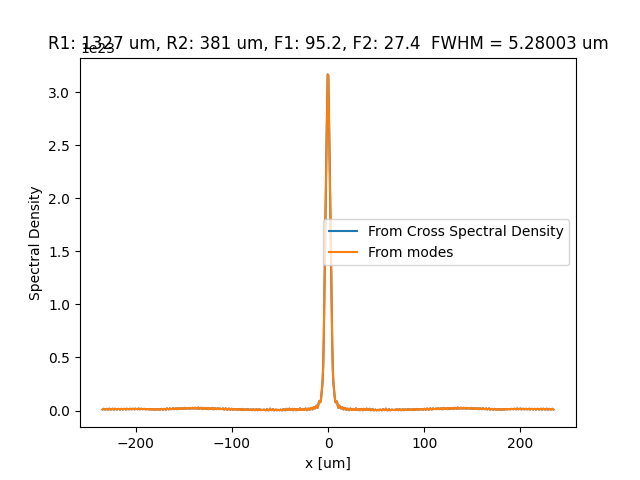 R1: 1327 um, R2: 381 um, F1: 95.2, F2: 27.4  FWHM = 5.28003 um
1e23
3.0
2.5
2.0
1.5
1.0
0.5
0.0
Spectral Density
From Cross Spectral Density
From modes
−200 −100 0 100 200
x [um]